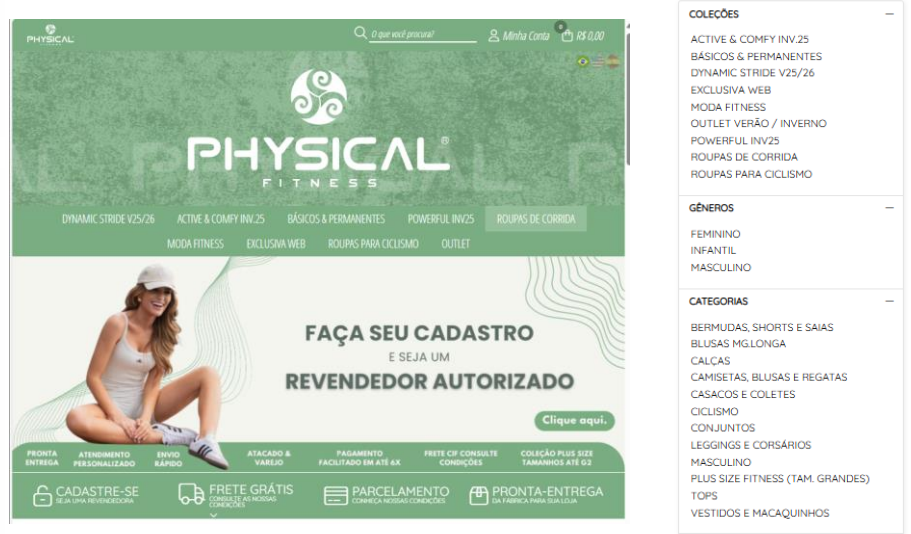 PHYSICAL
O que você procura?
Minha Conta
0
R$ 0,00
PHYSICAL®
FITNESS
DYNAMIC STRIDE V25/26 ACTIVE & COMFY INV.25 BÁSICOS & PERMANENTES POWERFUL INV25 ROUPAS DE CORRIDA
MODA FITNESS EXCLUSIVA WEB ROUPAS PARA CICLISMO OUTLET
FAÇA SEU CADASTRO
E SEJA UM
REVENDEDOR AUTORIZADO
Clique aqui.
PRONTA
ENTREGA
ATENDIMENTO
PERSONALIZADO
ENVIO
RÁPIDO
ATACADO &
VAREJO
PAGAMENTO
FACILITADO EM ATÉ 6X
FRETE CIF CONSULTE
CONDIÇÕES
COLEÇÃO PLUS SIZE
TAMANHOS ATÉ G2
CADASTRE-SE
SEJA UMA REVENDEDORA
FRETE GRÁTIS
CONSULTE AS NOSSAS
CONDIÇÕES
PARCELAMENTO
CONHEÇA NOSSAS CONDIÇÕES
PRONTA-ENTREGA
DA FABRICA PARA SUA LOJA
COLEÇÕES
ACTIVE & COMFY INV.25
BÁSICOS & PERMANENTES
DYNAMIC STRIDE V25/26
EXCLUSIVA WEB
MODA FITNESS
OUTLET VERÃO / INVERNO
POWERFUL INV25
ROUPAS DE CORRIDA
ROUPAS PARA CICLISMO
GÊNEROS
FEMININO
INFANTIL
MASCULINO
CATEGORIAS
BERMUDAS, SHORTS E SAIAS
BLUSAS MG.LONGA
CALÇAS
CAMISETAS, BLUSAS E REGATAS
CASACOS E COLETES
CICLISMO
CONJUNTOS
LEGGINGS E CORSÁRIOS
MASCULINO
PLUS SIZE FITNESS (TAM. GRANDES)
TOPS
VESTIDOS E MACAQUINHOS